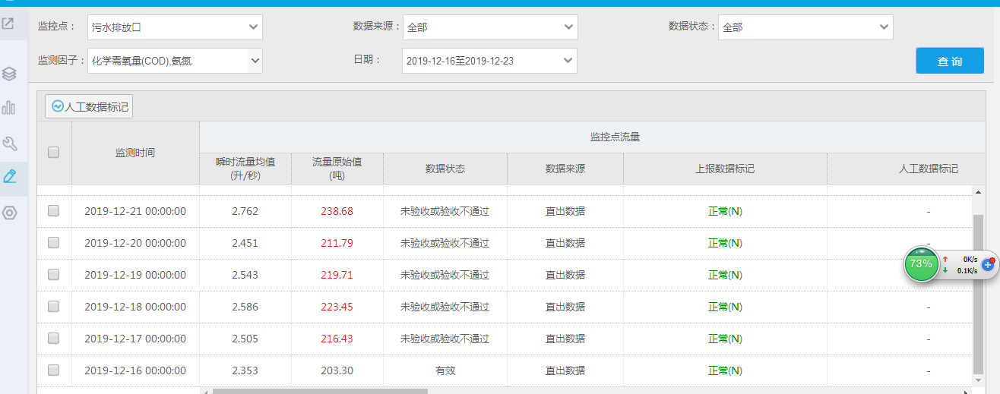 监控点： 污水排放口 数据来源： 全部 数据状态： 全部
监测因子： 化学需氧量(COD),氨氮 日期： 2019-12-16至2019-12-23 查 询
人工数据标记
监测时间 监控点流量
瞬时流量均值(升/秒) 流量原始值(吨) 数据状态 数据来源 上报数据标记 人工数据标记
2019-12-21 00:00:00 2.762 238.68 未验收或验收不通过 直出数据 正常(N) -
2019-12-20 00:00:00 2.451 211.79 未验收或验收不通过 直出数据 正常(N) -
73% 0K/s
0.1K/s
2019-12-19 00:00:00 2.543 219.71 未验收或验收不通过 直出数据 正常(N) -
2019-12-18 00:00:00 2.586 223.45 未验收或验收不通过 直出数据 正常(N) -
2019-12-17 00:00:00 2.505 216.43 未验收或验收不通过 直出数据 正常(N) -
2019-12-16 00:00:00 2.353 203.30 有效 直出数据 正常(N) -